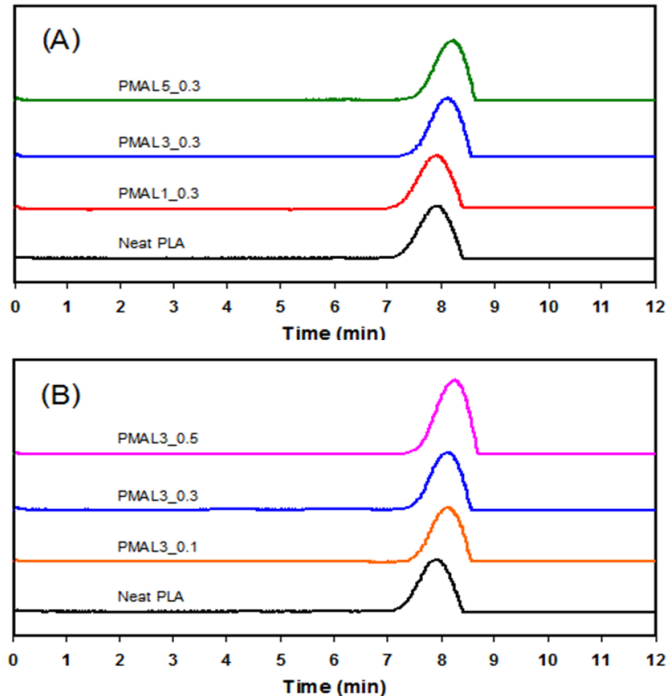 (A)
PMAL5_0.3
PMAL3_0.3
PMAL1_0.3
Neat PLA
0 1 2 3 4 5 6 7 8 9 10 11 12
Time (min)
(B)
PMAL3_0.5
PMAL3_0.3
PMAL3_0.1
Neat PLA
0 1 2 3 4 5 6 7 8 9 10 11 12
Time (min)